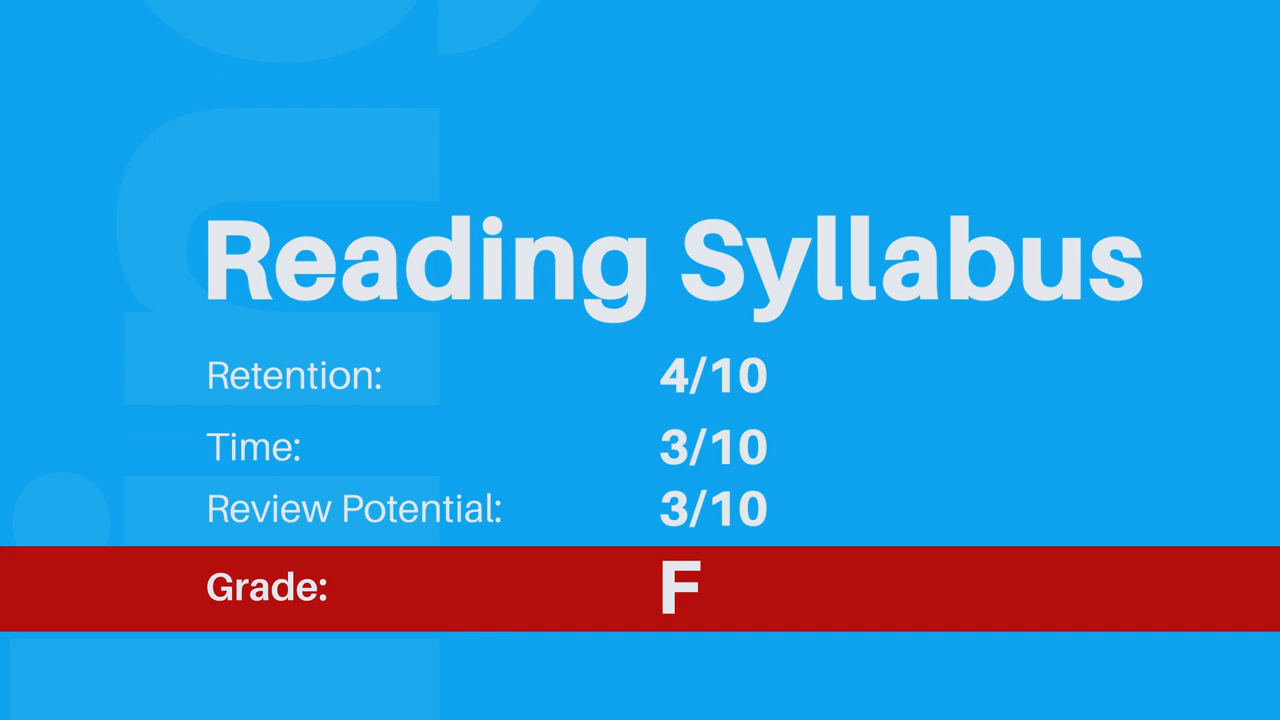 Reading Syllabus
Retention: 4/10
Time: 3/10
Review Potential: 3/10
Grade: F